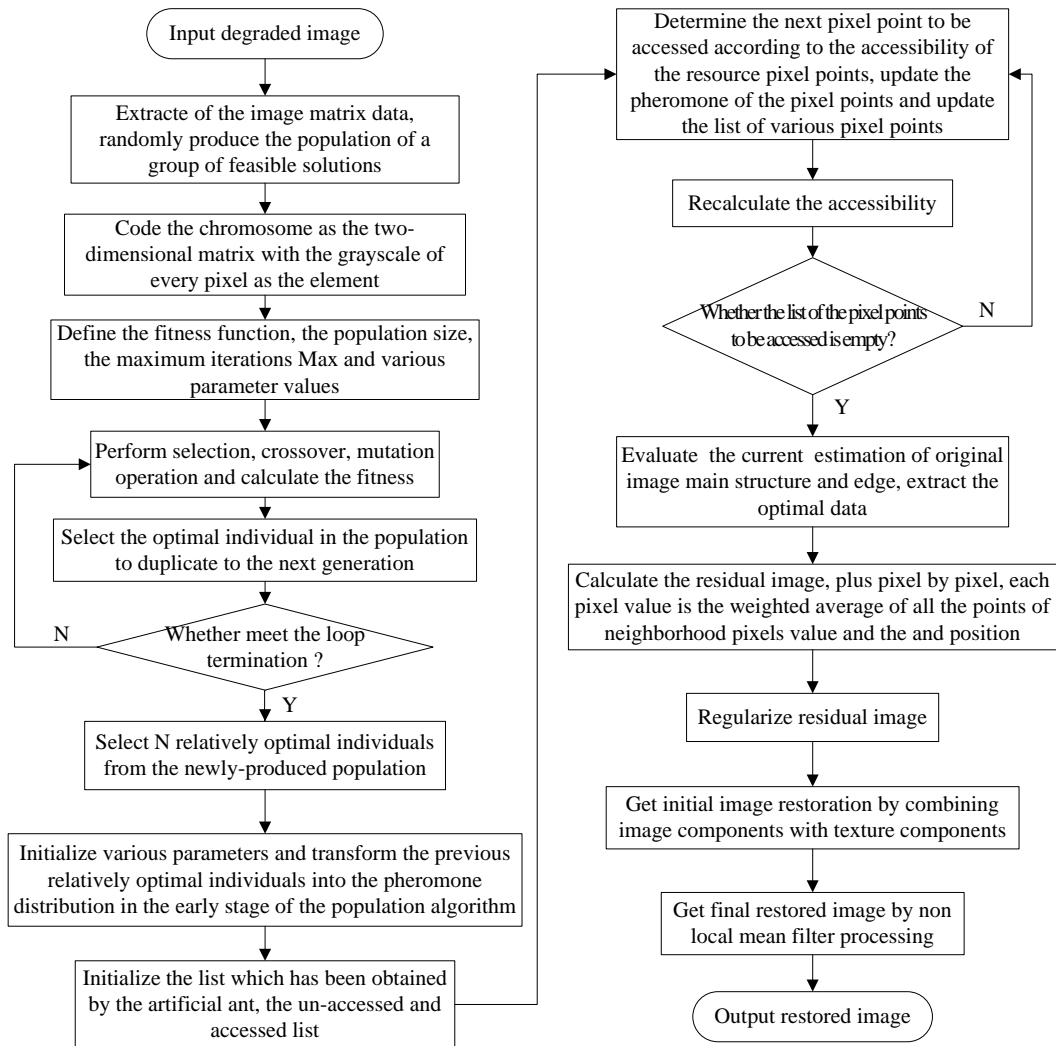 Input degraded image
Extracte of the image matrix data,
randomly produce the population of a
group of feasible solutions
Code the chromosome as the two-
dimensional matrix with the grayscale of
every pixel as the element
Define the fitness function, the population size,
the maximum iterations Max and various
parameter values
Perform selection, crossover, mutation
operation and calculate the fitness
Select the optimal individual in the population
to duplicate to the next generation
N
Whether meet the loop
termination ?
Y
Select N relatively optimal individuals
from the newly-produced population
Initialize various parameters and transform the previous
relatively optimal individuals into the pheromone
distribution in the early stage of the population algorithm
Initialize the list which has been obtained
by the artificial ant, the un-accessed and
accessed list
Determine the next pixel point to be
accessed according to the accessibility of
the resource pixel points, update the
pheromone of the pixel points and update
the list of various pixel points
Recalculate the accessibility
Whether the list of the pixel points
to be accessed is empty?
N
Y
Evaluate the current estimation of original
image main structure and edge, extract the
optimal data
Calculate the residual image, plus pixel by pixel, each
pixel value is the weighted average of all the points of
neighborhood pixels value and the and position
Regularize residual image
Get initial image restoration by combining
image components with texture components
Get final restored image by non
local mean filter processing
Output restored image